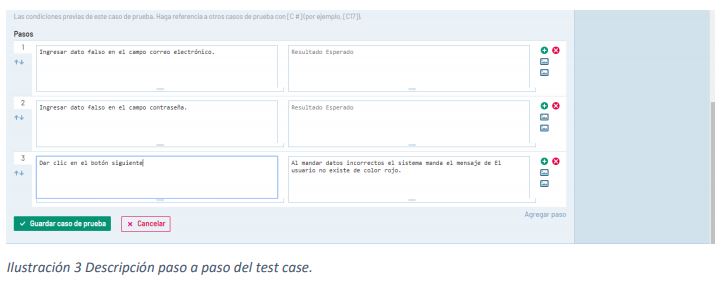 Las condiciones previas de este caso de prueba. Haga referencia a otros casos de prueba con [C #] (por ejemplo, [C17]).
Pasos
1
Ingresar dato falso en el campo correo electrónico.
Resultado Esperado
2
Ingresar dato falso en el campo contraseña.
Resultado Esperado
3
Dar clic en el botón siguiente
Al mandar datos incorrectos el sistema manda el mensaje de El
usuario no existe de color rojo.
Agregar paso
Guardar caso de prueba
Cancelar
Ilustración 3 Descripción paso a paso del test case.